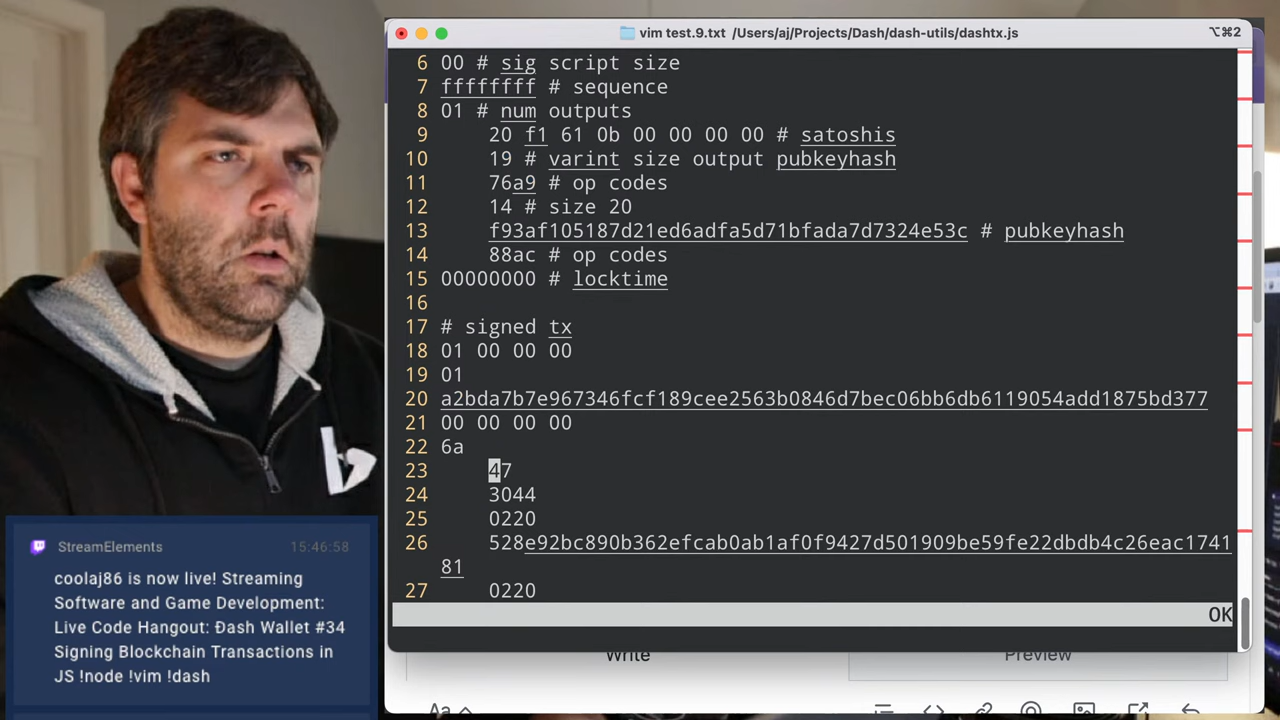 vim test.9.txt /Users/aj/Projects/Dash/dash-utils/dashtx.js
⌥⌘2
6 00 # sig script size
7 ffffffff # sequence
8 01 # num outputs
9 20 f1 61 0b 00 00 00 00 # satoshis
10 19 # varint size output pubkeyhash
11 76a9 # op codes
12 14 # size 20
13 f93af105187d21ed6adfa5d71bfada7d7324e53c # pubkeyhash
14 88ac # op codes
15 00000000 # locktime
16
17 # signed tx
18 01 00 00 00
19 01
20 a2bda7b7e967346fcf189cee2563b0846d7bec06bb6db6119054add1875bd377
21 00 00 00 00
22 6a
23 47
24 3044
25 0220
26 528e92bc890b362efcab0ab1af0f9427d501909be59fe22dbdb4c26eac1741
81
27 0220
OK
Write
Preview
Aa
StreamElements 15:46:58
coolaj86 is now live! Streaming
Software and Game Development:
Live Code Hangout: Đash Wallet #34
Signing Blockchain Transactions in
JS !node !vim !dash